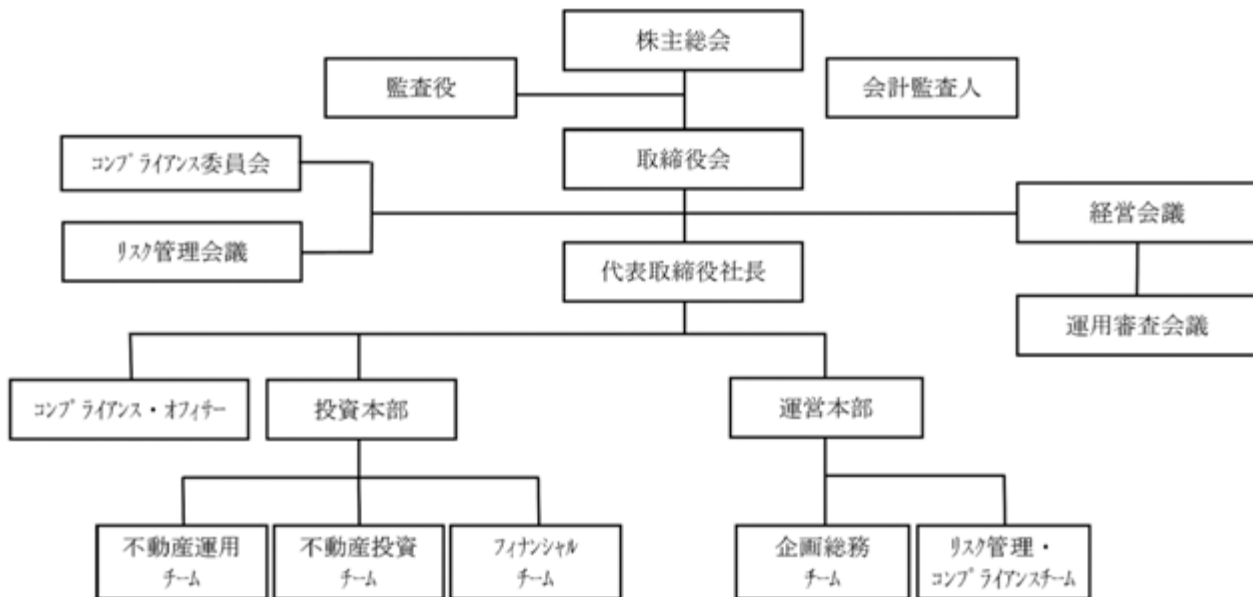 株主総会
監査役
会計監査人
取締役会
コンプライアンス委員会
経営会議
リスク管理会議
代表取締役社長
運用審査会議
コンプライアンス・オフィサー
投資本部
運営本部
不動産運用
チーム
不動産投資
チーム
フィナンシャル
チーム
企画総務
チーム
リスク管理・
コンプライアンスチーム